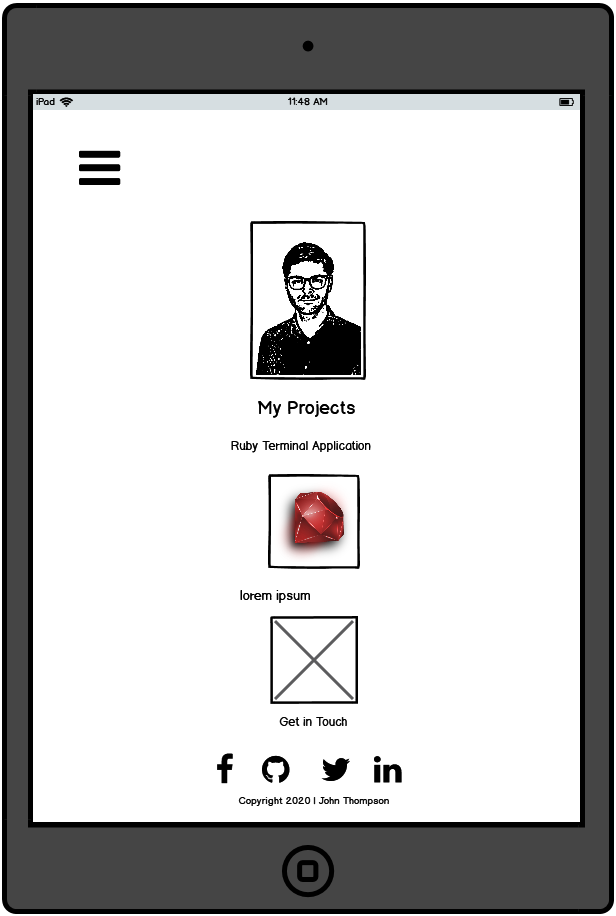 iPad
11:48 AM
My Projects
Ruby Terminal Application
lorem ipsum
Get in Touch
Copyright 2020 | John Thompson